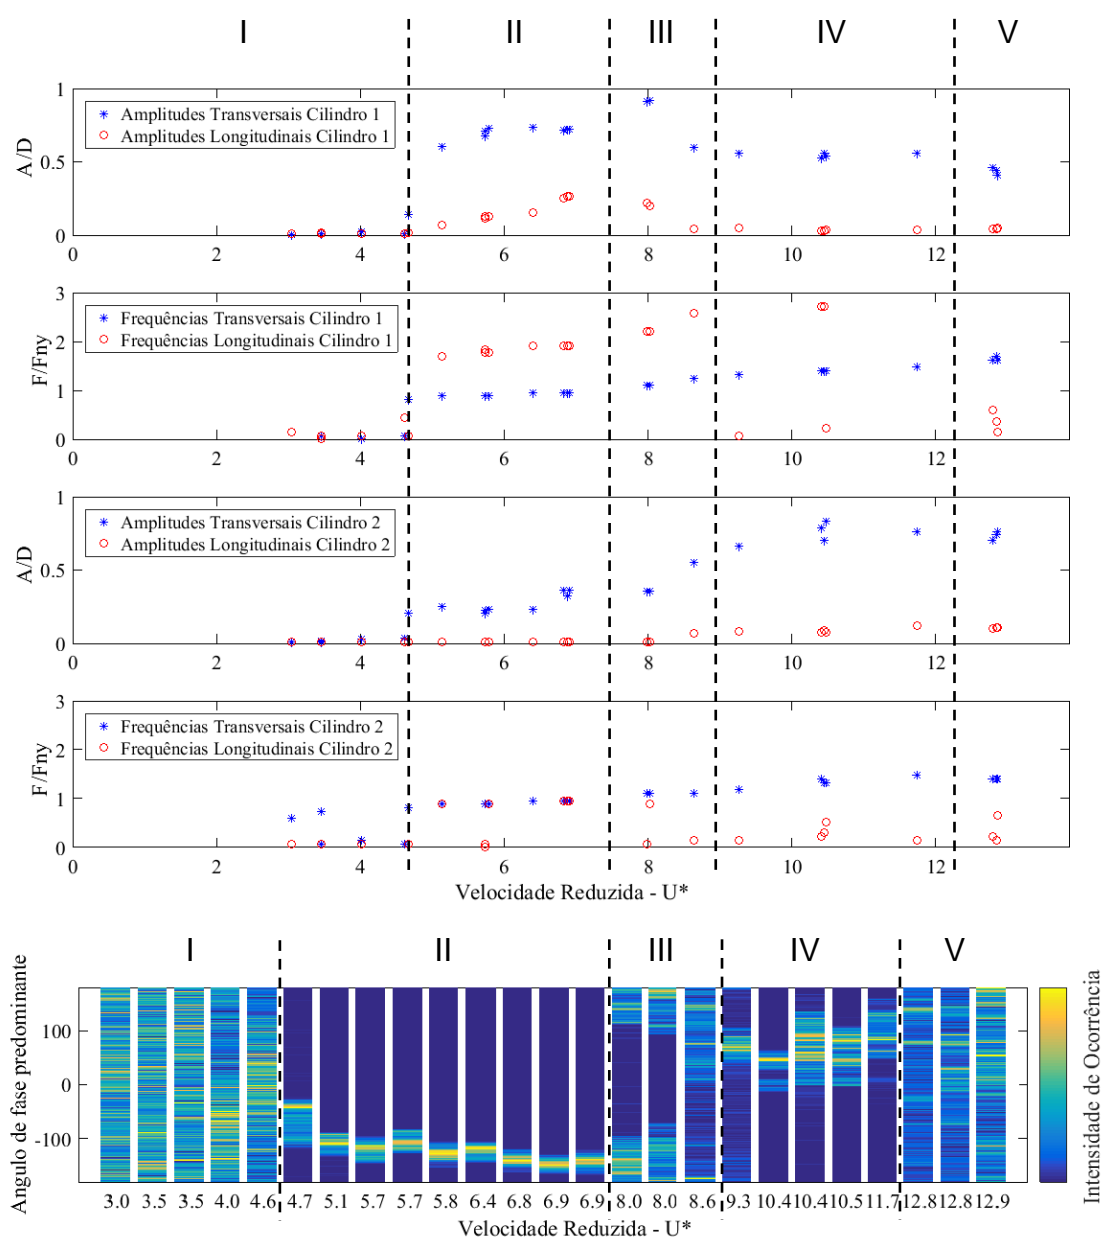 I II III IV V
1
Amplitudes Transversais Cilindro 1
Amplitudes Longitudinais Cilindro 1
A/D
0.5
0
0 2 4 6 8 10 12
3
Frequências Transversais Cilindro 1
Frequências Longitudinais Cilindro 1
F/Fny
2
1
0
0 2 4 6 8 10 12
1
Amplitudes Transversais Cilindro 2
Amplitudes Longitudinais Cilindro 2
A/D
0.5
0
0 2 4 6 8 10 12
3
Frequências Transversais Cilindro 2
Frequências Longitudinais Cilindro 2
F/Fny
2
1
0
0 2 4 6 8 10 12
Velocidade Reduzida - U*
I II III IV V
Angulo de fase predominante
100
0
-100
3.0 3.5 3.5 4.0 4.6 4.7 5.1 5.7 5.7 5.8 6.4 6.8 6.9 6.9 8.0 8.0 8.6 9.3 10.4 10.4 10.5 11.7 12.8 12.8 12.9
Velocidade Reduzida - U*
Intensidade de Ocorrência